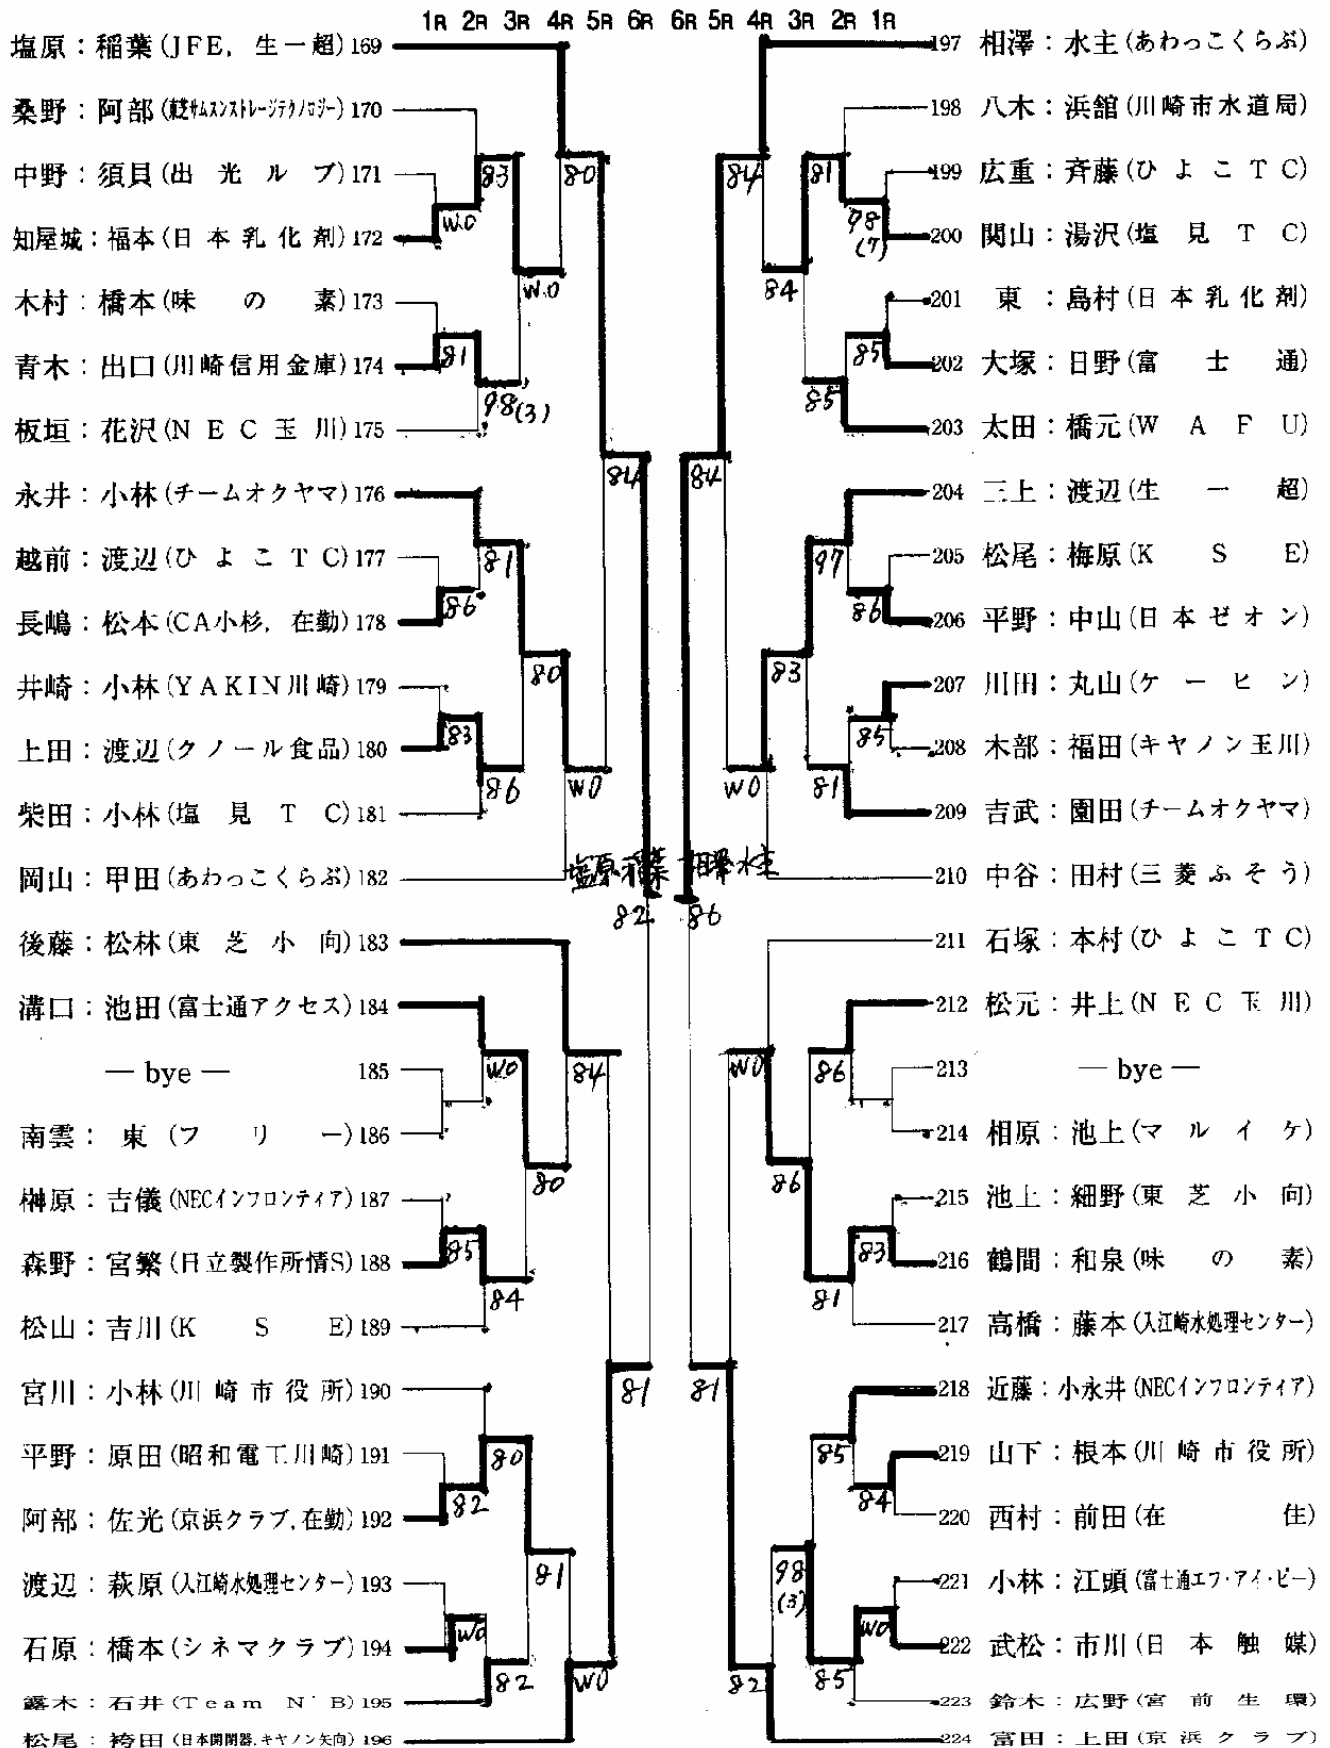 1R 2R 3R 4R 5R 6R 6R 5R 4R 3R 2R 1R
塩原：稲葉(JFE, 生一超) 169
桑野：阿部 170
中野：須貝(出光ルブ) 171
知屋城：福本(日本乳化剤) 172
木村：橋本(味の素) 173
青木：出口(川崎信用金庫) 174
板垣：花沢(NEC玉川) 175
永井：小林(チームオクヤマ) 176
越前：渡辺(ひよこTC) 177
長嶋：松本(CA小杉, 在勤) 178
井崎：小林(YAKIN川崎) 179
上田：渡辺(クノール食品) 180
柴田：小林(塩見TC) 181
岡山：甲田(あわっこくらぶ) 182
後藤：松林(東芝小向) 183
溝口：池田(富士通アクセス) 184
― bye ― 185
南雲：東(フリー) 186
榊原：吉儀(NECインフロンティア) 187
森野：宮繁(日立製作所情S) 188
松山：吉川(KSE) 189
宮川：小林(川崎市役所) 190
平野：原田(昭和電工川崎) 191
阿部：佐光(京浜クラブ, 在勤) 192
渡辺：萩原(入江崎水処理センター) 193
石原：橋本(シネマクラブ) 194
露木：石井(Team N'B) 195
松尾：袴田(日本開閉器, キヤノン矢向) 196
83
80
W.O
W.O
81
98(3)
84
81
86
80
83
86
W0
塩原 稲葉
82
W0
84
80
85
84
81
80
82
81
W0
82
W0
197 相澤：水主(あわっこくらぶ)
198 八木：浜舘(川崎市水道局)
199 広重：斉藤(ひよこTC)
200 関山：湯沢(塩見TC)
201 東：島村(日本乳化剤)
202 大塚：日野(富士通)
203 太田：橋元(WAFU)
204 三上：渡辺(生一超)
205 松尾：梅原(KSE)
206 平野：中山(日本ゼオン)
207 川田：丸山(ケーヒン)
208 木部：福田(キヤノン玉川)
209 吉武：園田(チームオクヤマ)
210 中谷：田村(三菱ふそう)
211 石塚：本村(ひよこTC)
212 松元：井上(NEC玉川)
213 ― bye ―
214 相原：池上(マルイケ)
215 池上：細野(東芝小向)
216 鶴間：和泉(味の素)
217 高橋：藤本(入江崎水処理センター)
218 近藤：小永井(NECインフロンティア)
219 山下：根本(川崎市役所)
220 西村：前田(在住)
221 小林：江頭(富士通エフ・アイ・ピー)
222 武松：市川(日本触媒)
223 鈴木：広野(宮前生環)
224 富田：上田(京浜クラブ)
84
81
98
(7)
84
85
85
84
97
86
83
85
W0
81
相澤 水主
86
W0
86
86
83
81
81
85
84
98
(3)
W0
82
85